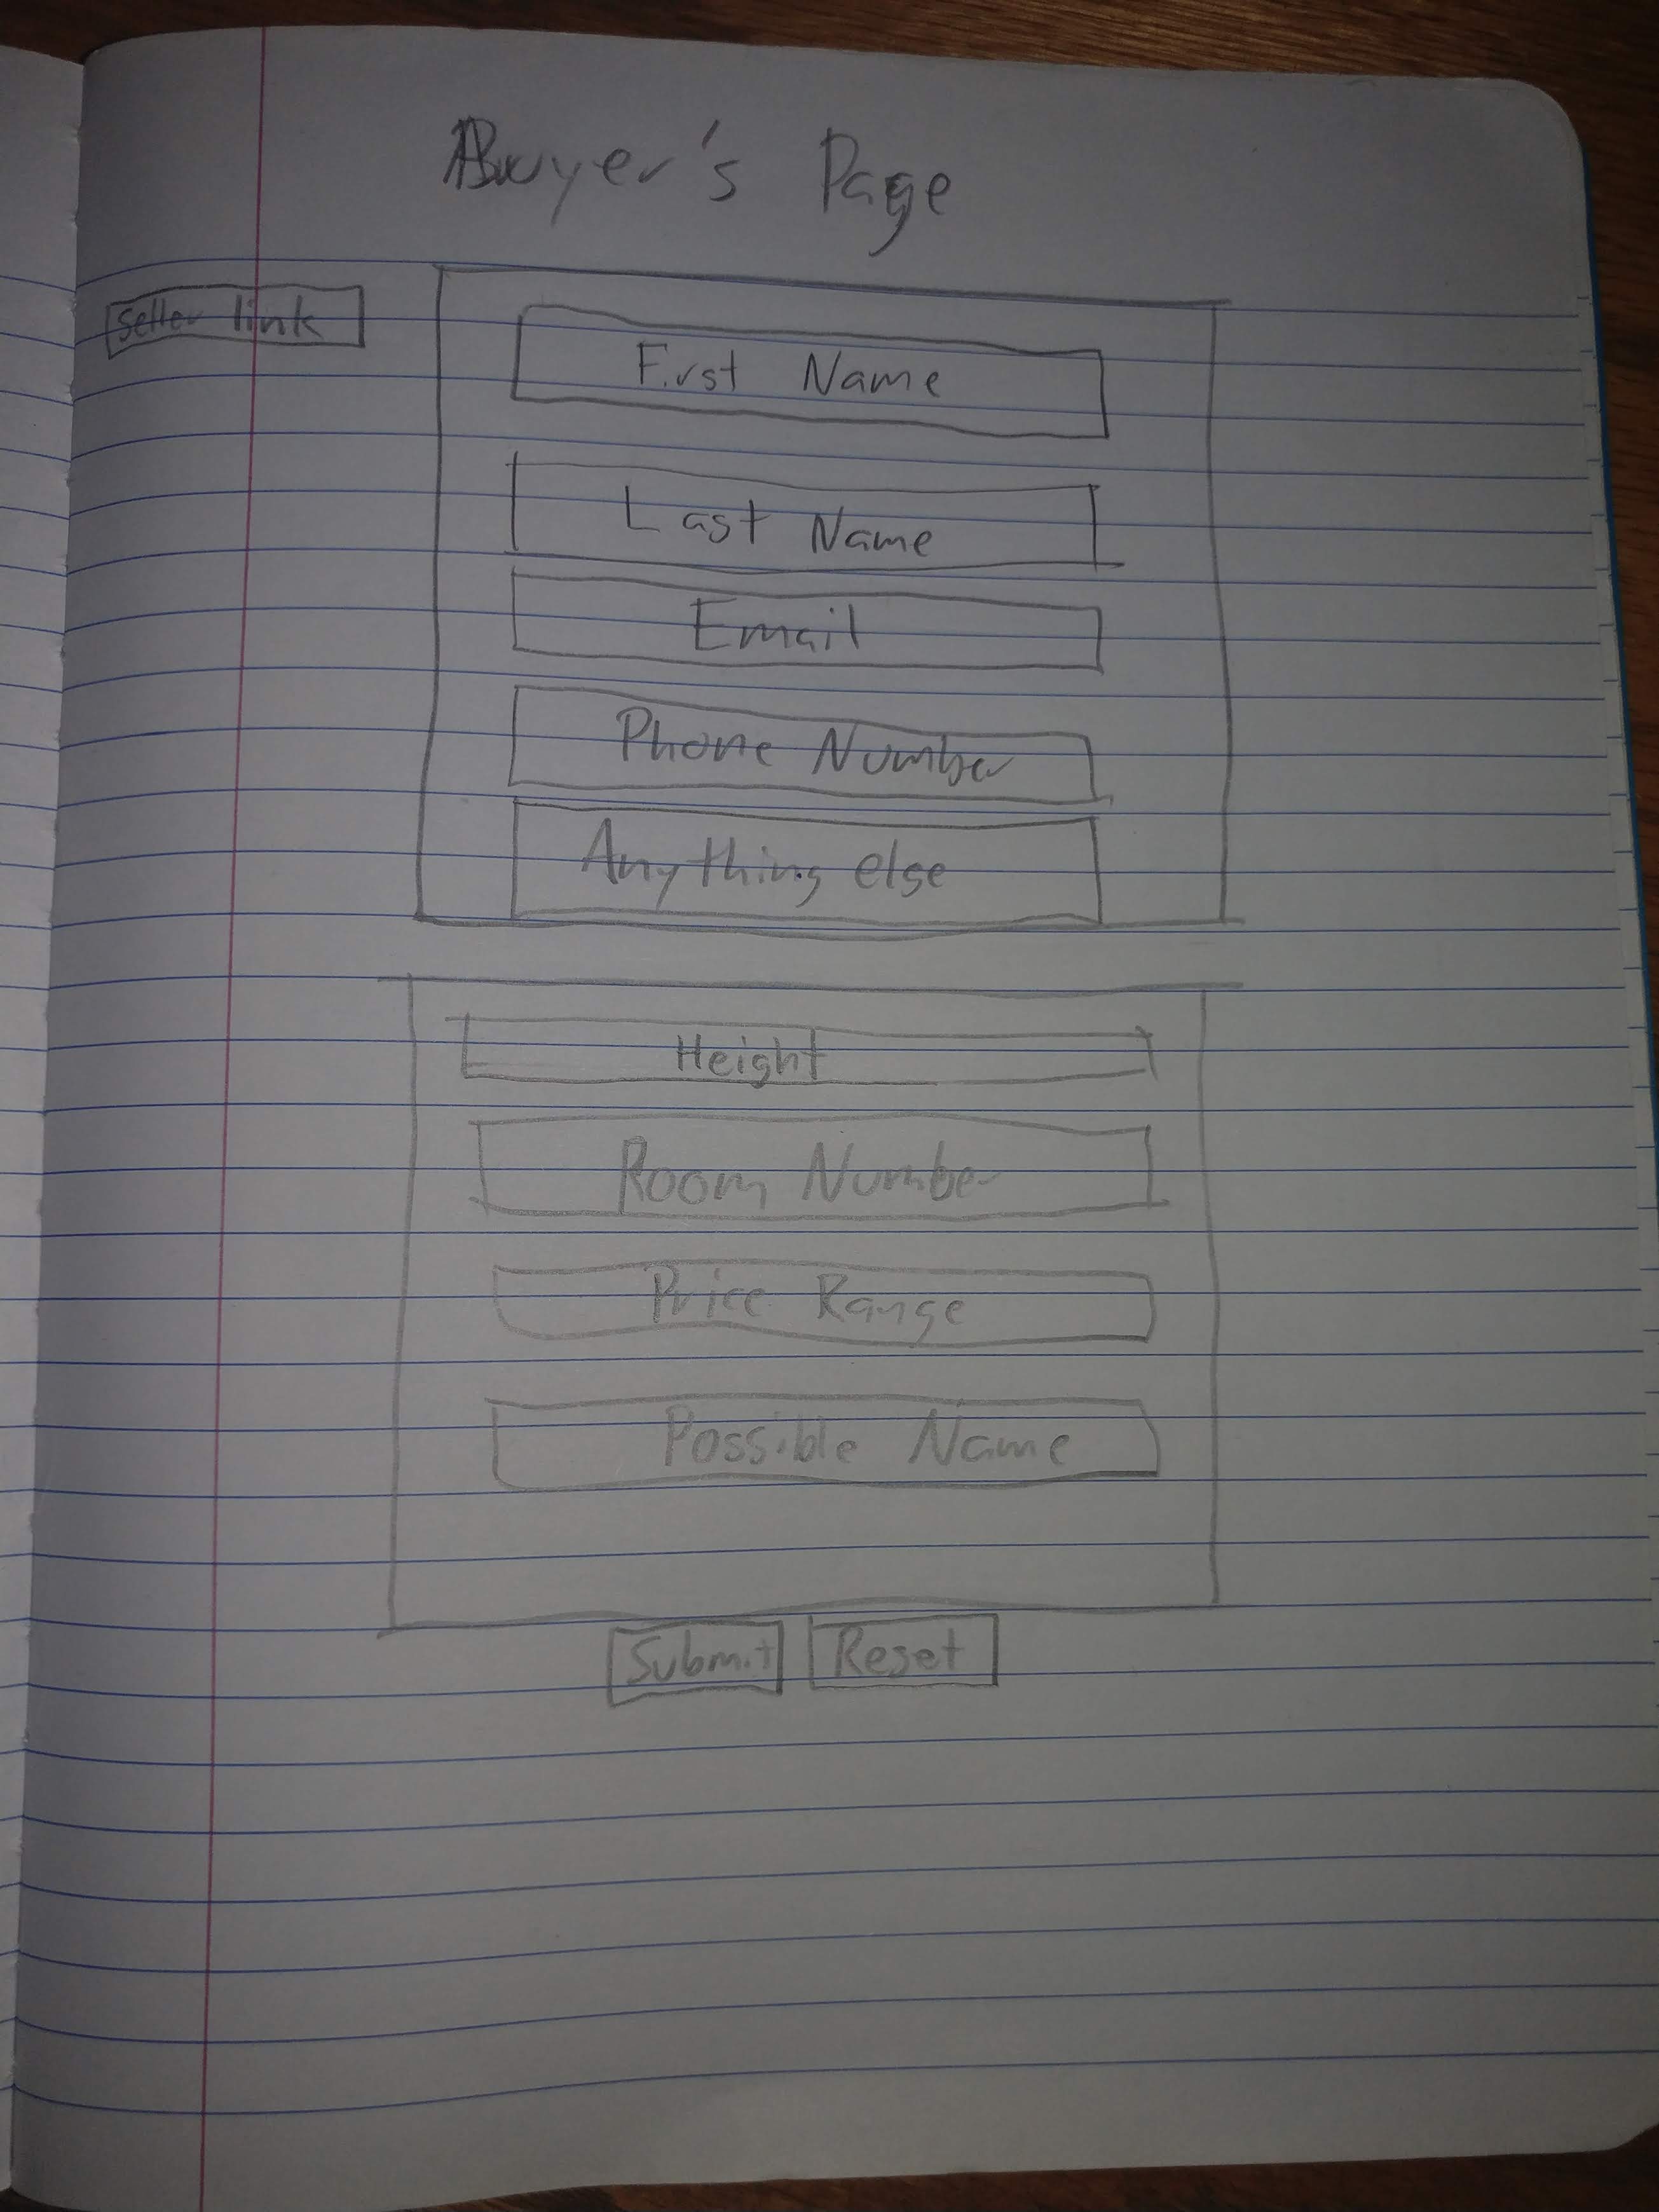 Buyer's Page
Seller link
First Name
Last Name
Email
Phone Number
Anything else
Height
Room Number
Price Range
Possible Name
Submit Reset